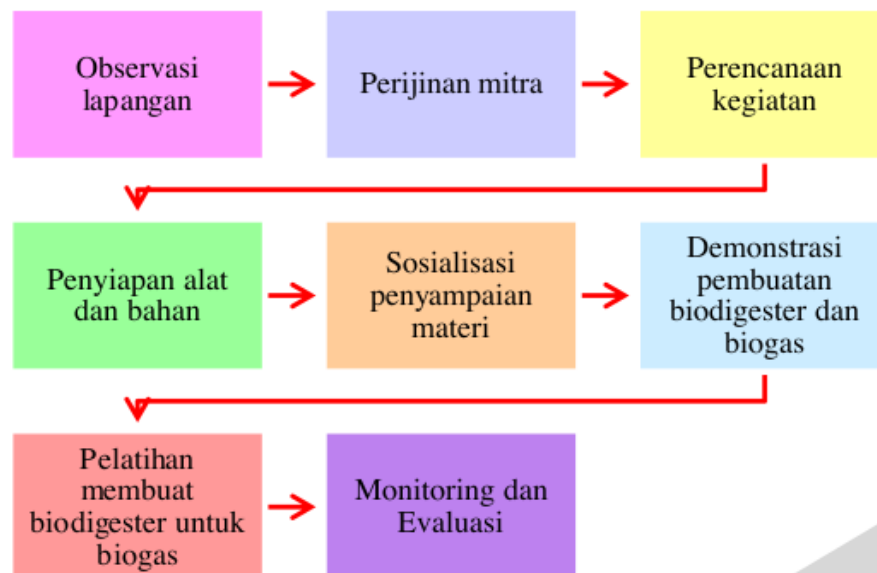 Observasi
lapangan
Perijinan mitra
Perencanaan
kegiatan
Penyiapan alat
dan bahan
Sosialisasi
penyampaian
materi
Demonstrasi
pembuatan
biodigester dan
biogas
Pelatihan
membuat
biodigester untuk
biogas
Monitoring dan
Evaluasi